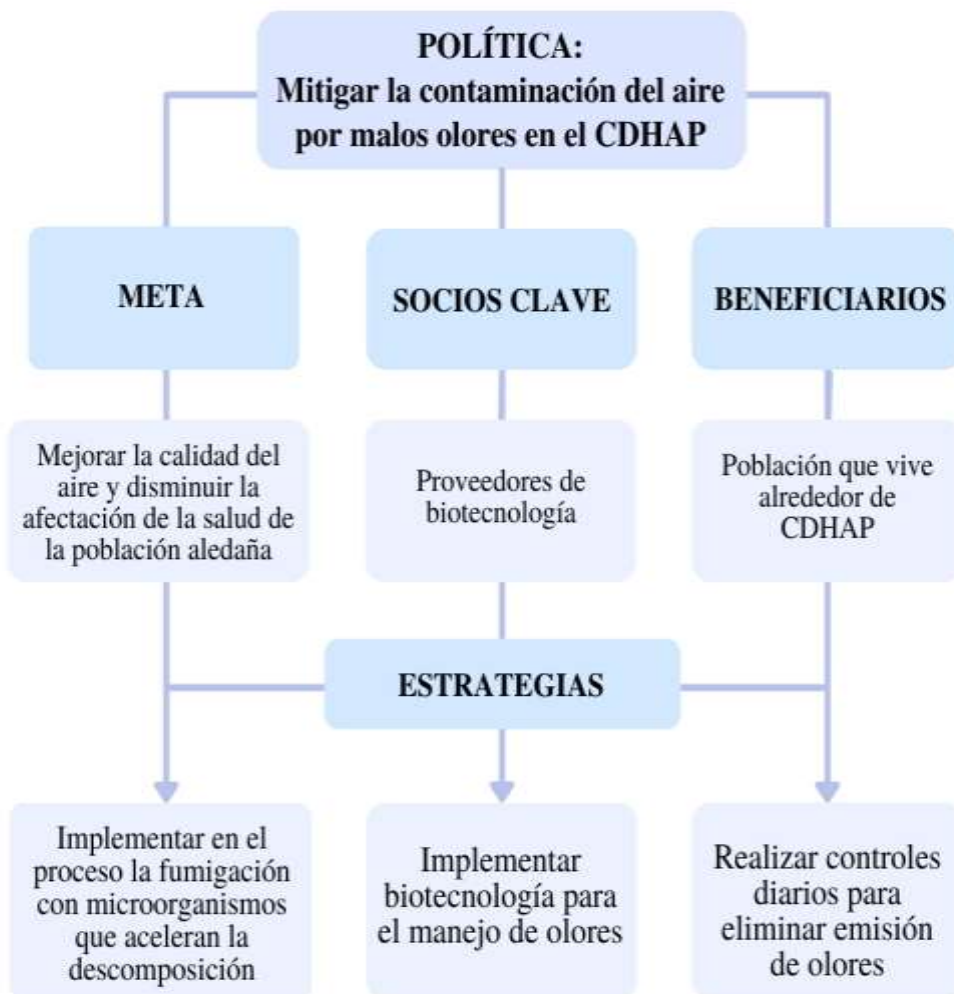 POLÍTICA:
Mitigar la contaminación del aire
por malos olores en el CDHAP
META
SOCIOS CLAVE
BENEFICIARIOS
Mejorar la calidad del
aire y disminuir la
afectación de la salud de
la población aledaña
Proveedores de
biotecnología
Población que vive
alrededor de
CDHAP
ESTRATEGIAS
Implementar en el
proceso la fumigación
con microorganismos
que aceleran la
descomposición
Implementar
biotecnología para
el manejo de olores
Realizar controles
diarios para
eliminar emisión
de olores